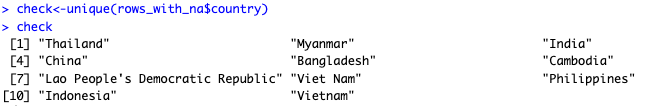 > check<-unique(rows_with_na$country)
> check
 [1] "Thailand"                         "Myanmar"                          "India"
 [4] "China"                            "Bangladesh"                       "Cambodia"
 [7] "Lao People's Democratic Republic" "Viet Nam"                         "Philippines"
[10] "Indonesia"                        "Vietnam"